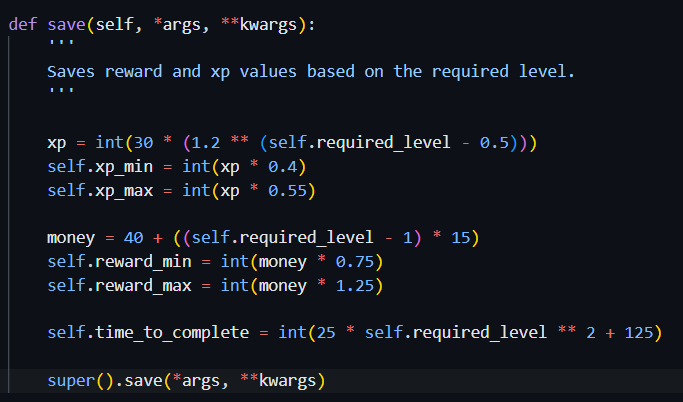 def save(self, *args, **kwargs):
    '''
    Saves reward and xp values based on the required level.
    '''
    xp = int(30 * (1.2 ** (self.required_level - 0.5)))
    self.xp_min = int(xp * 0.4)
    self.xp_max = int(xp * 0.55)
    money = 40 + ((self.required_level - 1) * 15)
    self.reward_min = int(money * 0.75)
    self.reward_max = int(money * 1.25)
    self.time_to_complete = int(25 * self.required_level ** 2 + 125)
    super().save(*args, **kwargs)